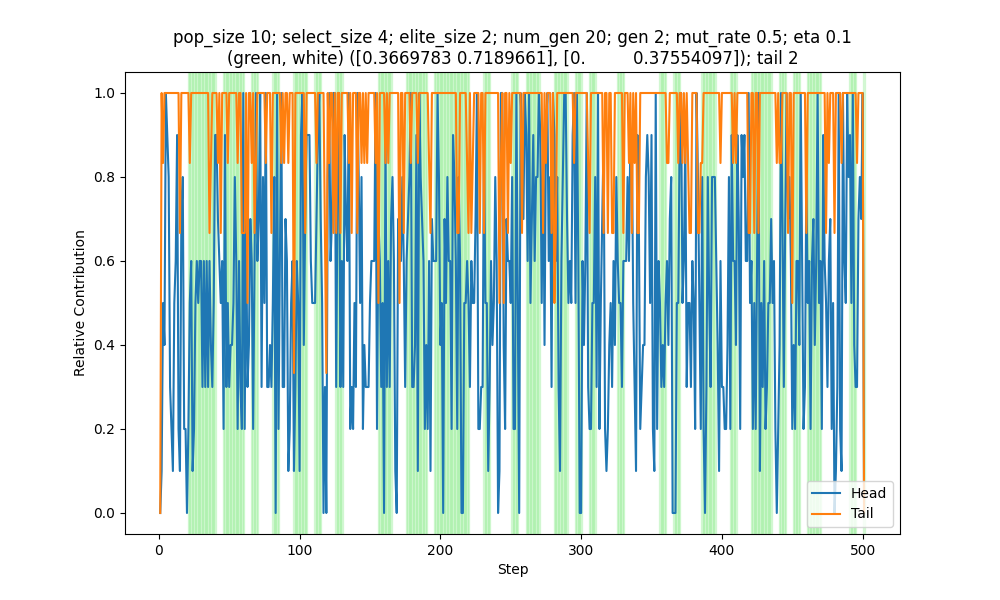 pop_size 10; select_size 4; elite_size 2; num_gen 20; gen 2; mut_rate 0.5; eta 0.1
(green, white) ([0.3669783 0.7189661], [0.         0.37554097]); tail 2
1.0
0.8
0.6
0.4
0.2
0.0
Relative Contribution
0
100
200
300
400
500
Step
Head
Tail